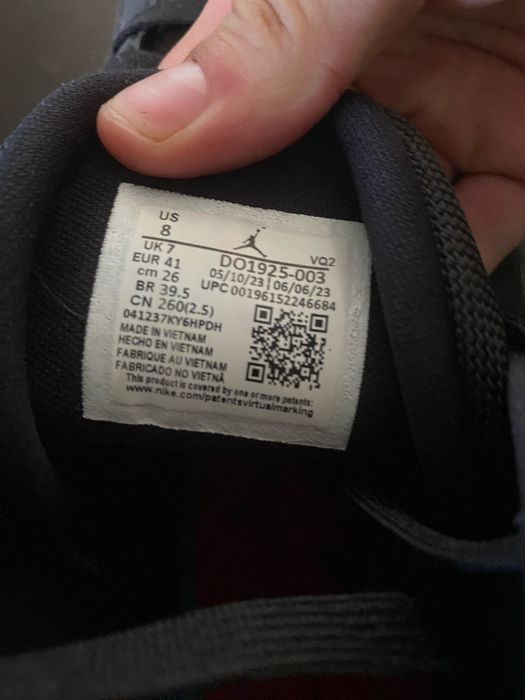 US
8
UK 7
EUR 41
cm 26
BR 39.5
CN 260(2.5)
041237KY6HPDH
VQ2
DO1925-003
05/10/23 | 06/06/23
UPC 00196152246684
MADE IN VIETNAM
HECHO EN VIETNAM
FABRIQUE AU VIETNAM
FABRICADO NO VIETNÃ
This product is covered by one or more patents:
www.nike.com/patentsvirtualmarking